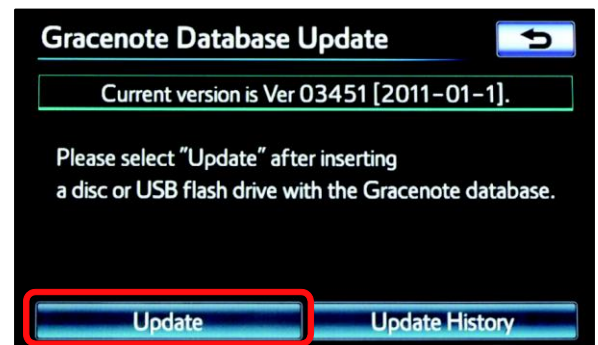 Gracenote Database Update
Current version is Ver 03451 [2011-01-1].
Please select "Update" after inserting
a disc or USB flash drive with the Gracenote database.
Update
Update History